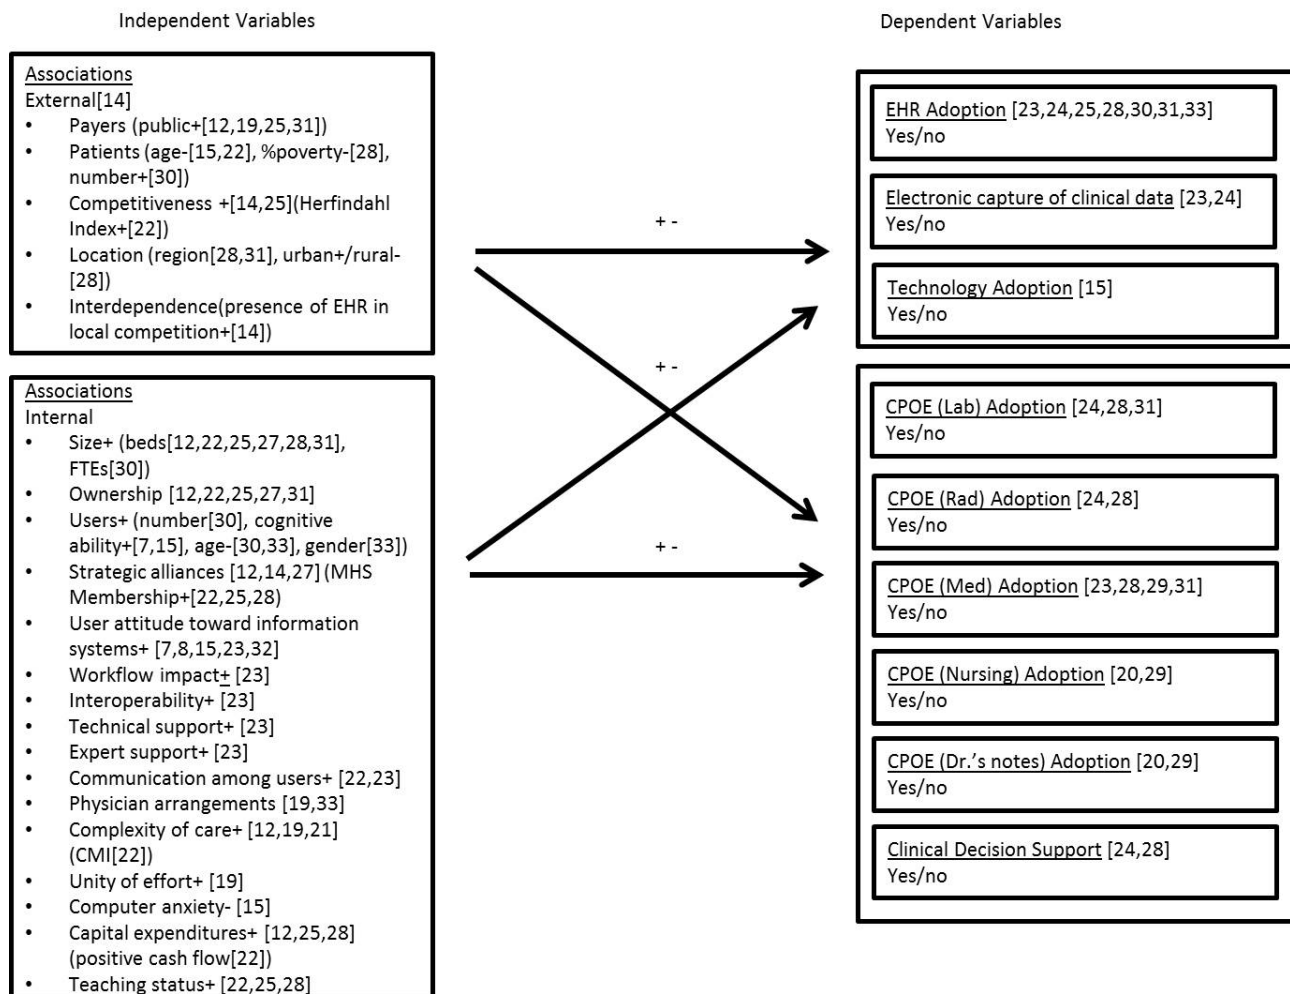 Independent Variables
Dependent Variables
Associations
External[14]
• Payers (public+[12,19,25,31])
• Patients (age-[15,22], %poverty-[28],
number+[30])
• Competitiveness +[14,25](Herfindahl
Index+[22])
• Location (region[28,31], urban+/rural-
[28])
• Interdependence(presence of EHR in
local competition+[14])
Associations
Internal
• Size+ (beds[12,22,25,27,28,31],
FTEs[30])
• Ownership [12,22,25,27,31]
• Users+ (number[30], cognitive
ability+[7,15], age-[30,33], gender[33])
• Strategic alliances [12,14,27] (MHS
Membership+[22,25,28)
• User attitude toward information
systems+ [7,8,15,23,32]
• Workflow impact± [23]
• Interoperability+ [23]
• Technical support+ [23]
• Expert support+ [23]
• Communication among users+ [22,23]
• Physician arrangements [19,33]
• Complexity of care+ [12,19,21]
(CMI[22])
• Unity of effort+ [19]
• Computer anxiety- [15]
• Capital expenditures+ [12,25,28]
(positive cash flow[22])
• Teaching status+ [22,25,28]
+ -
+ -
+ -
EHR Adoption [23,24,25,28,30,31,33]
Yes/no
Electronic capture of clinical data [23,24]
Yes/no
Technology Adoption [15]
Yes/no
CPOE (Lab) Adoption [24,28,31]
Yes/no
CPOE (Rad) Adoption [24,28]
Yes/no
CPOE (Med) Adoption [23,28,29,31]
Yes/no
CPOE (Nursing) Adoption [20,29]
Yes/no
CPOE (Dr.'s notes) Adoption [20,29]
Yes/no
Clinical Decision Support [24,28]
Yes/no